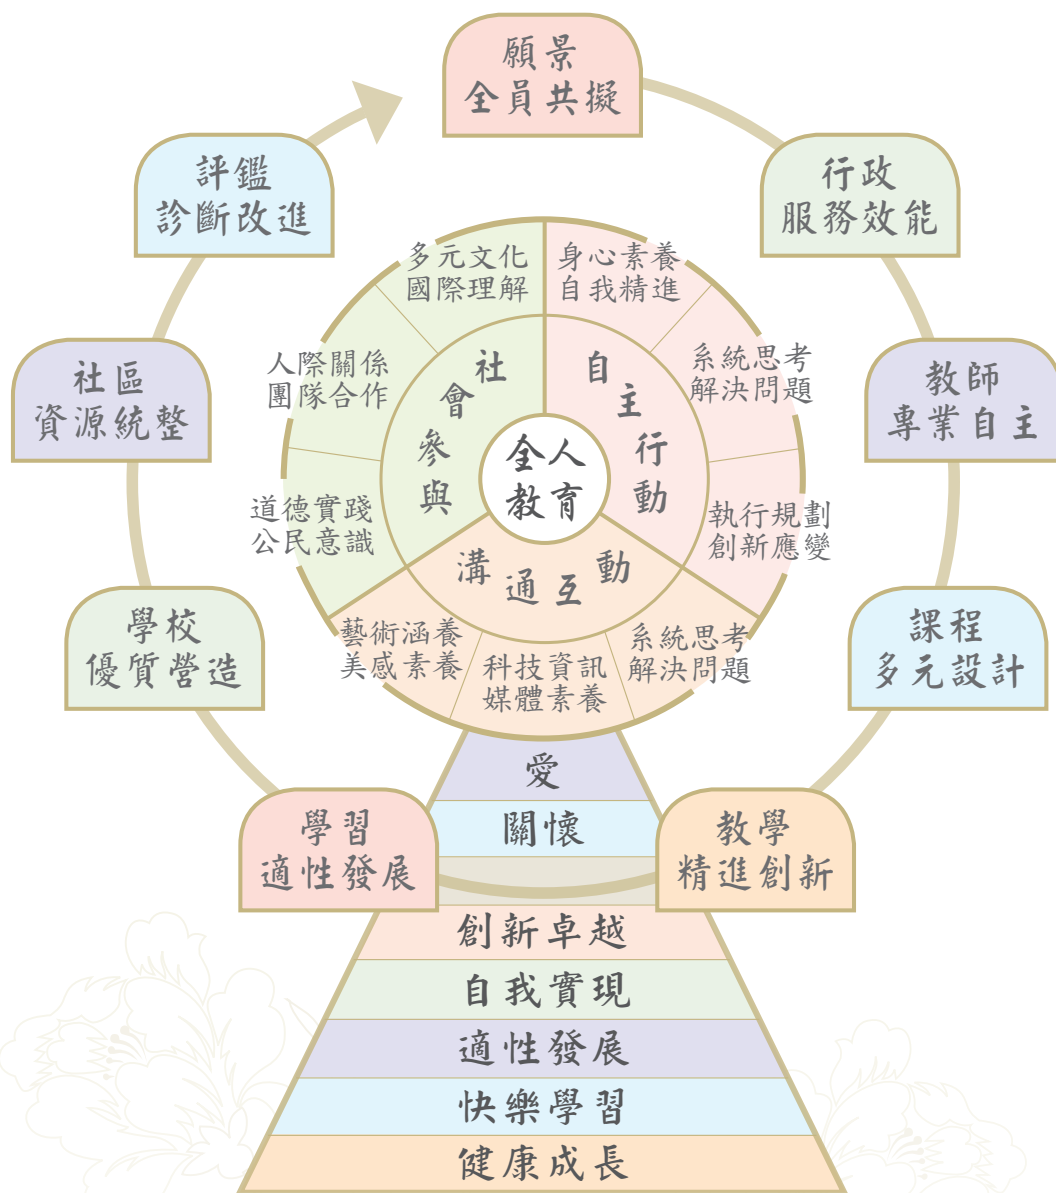 願景
全員共擬
行政
服務效能
教師
專業自主
課程
多元設計
教學
精進創新
學習
適性發展
學校
優質營造
社區
資源統整
評鑑
診斷改進
全人
教育
自主行動
身心素養
自我精進
系統思考
解決問題
執行規劃
創新應變
溝通互動
系統思考
解決問題
科技資訊
媒體素養
藝術涵養
美感素養
社會參與
道德實踐
公民意識
人際關係
團隊合作
多元文化
國際理解
愛
關懷
創新卓越
自我實現
適性發展
快樂學習
健康成長